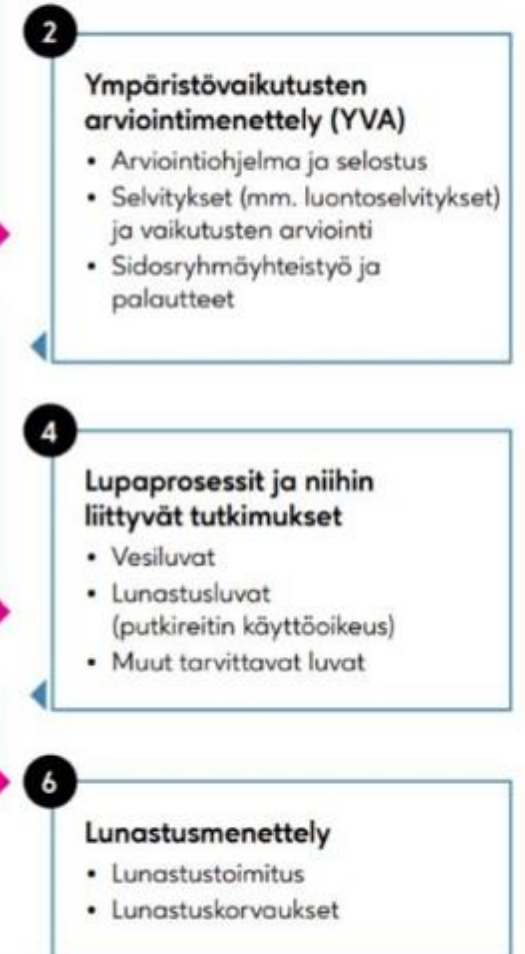 2
Ympäristövaikutusten
arviointimenettely (YVA)
• Arviointiohjelma ja selostus
• Selvitykset (mm. luontoselvitykset)
ja vaikutusten arviointi
• Sidosryhmäyhteistyö ja
palautteet
4
Lupaprosessit ja niihin
liittyvät tutkimukset
• Vesiluvat
• Lunastusluvat
(putkireitin käyttöoikeus)
• Muut tarvittavat luvat
6
Lunastusmenettely
• Lunastustoimitus
• Lunastuskorvaukset